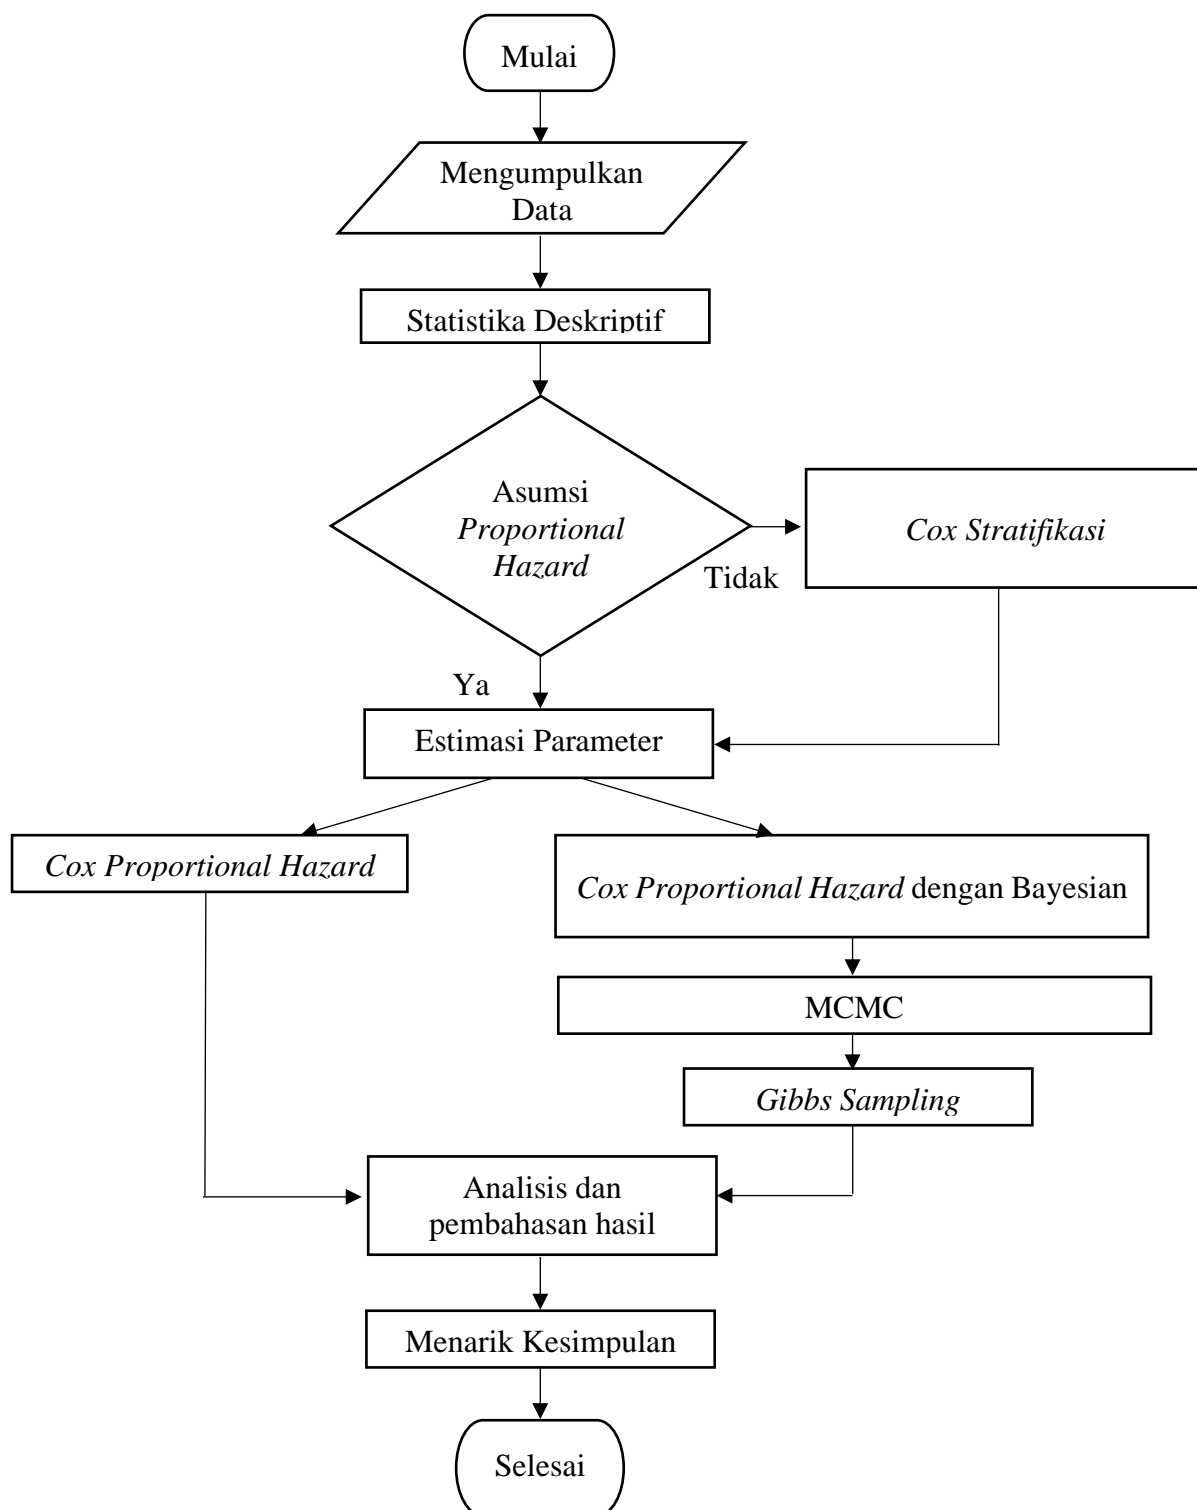 Mulai
Mengumpulkan
Data
Statistika Deskriptif
Asumsi
Proportional
Hazard
Cox Stratifikasi
Tidak
Ya
Estimasi Parameter
Cox Proportional Hazard
Cox Proportional Hazard dengan Bayesian
MCMC
Gibbs Sampling
Analisis dan
pembahasan hasil
Menarik Kesimpulan
Selesai